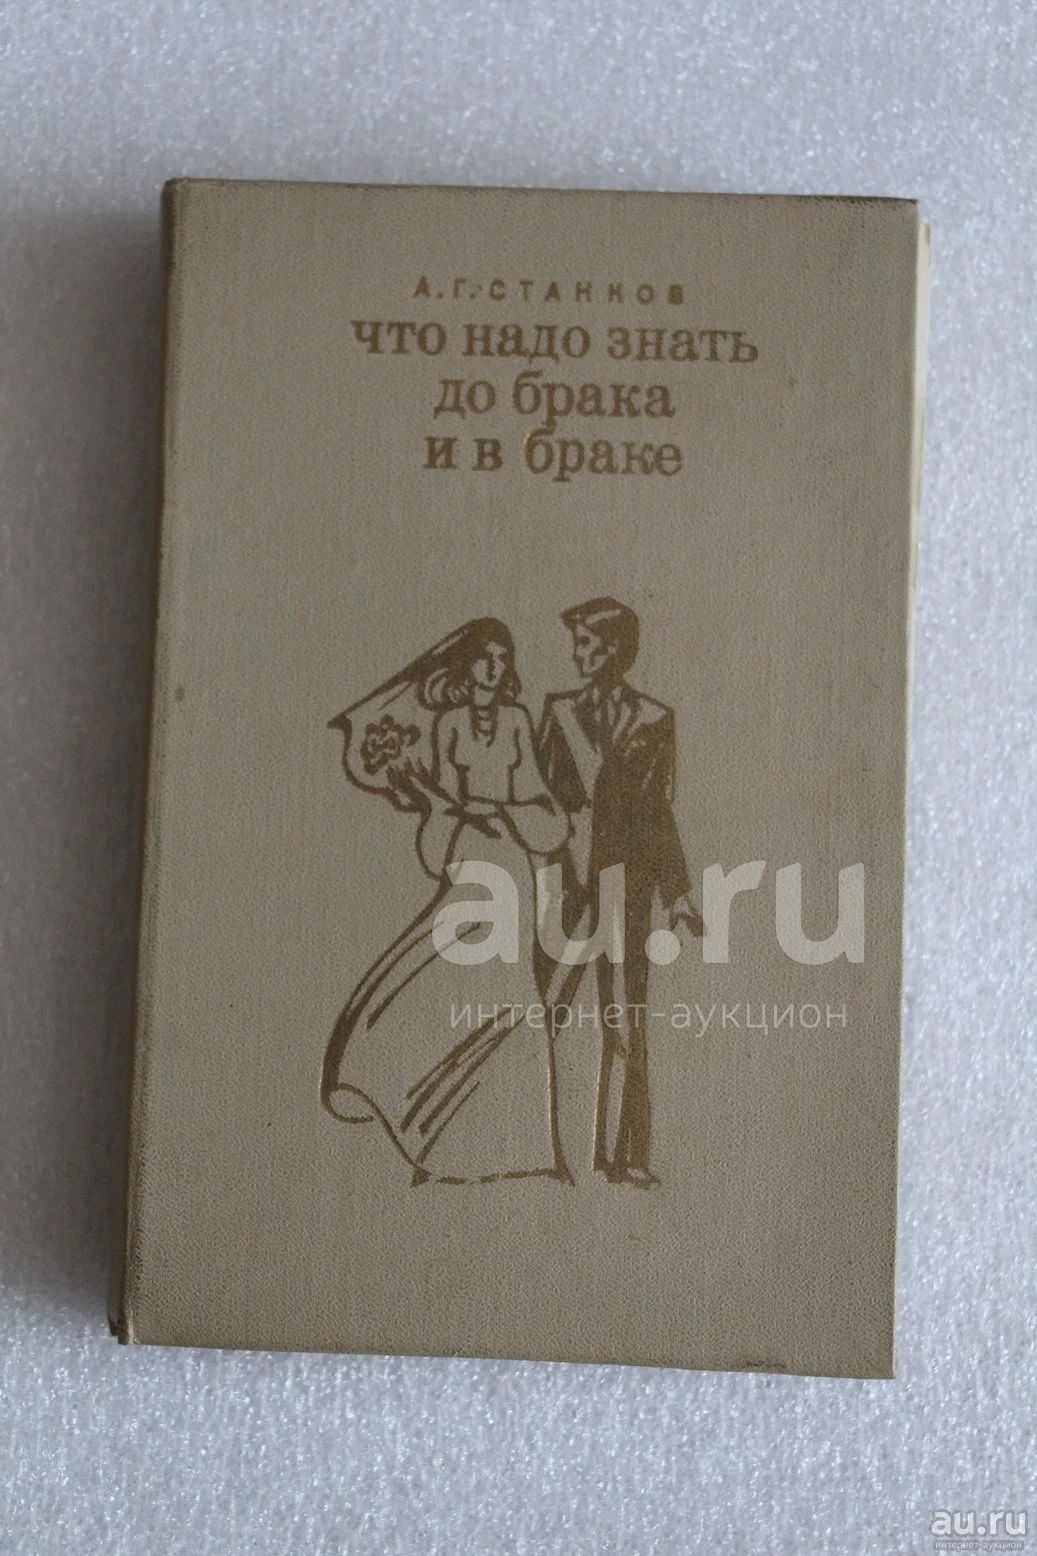 А.Г.СТАНКОВ
что надо знать
до брака
и в браке
au.ru
интернет-аукцион
au.ru
интернет-аукцион